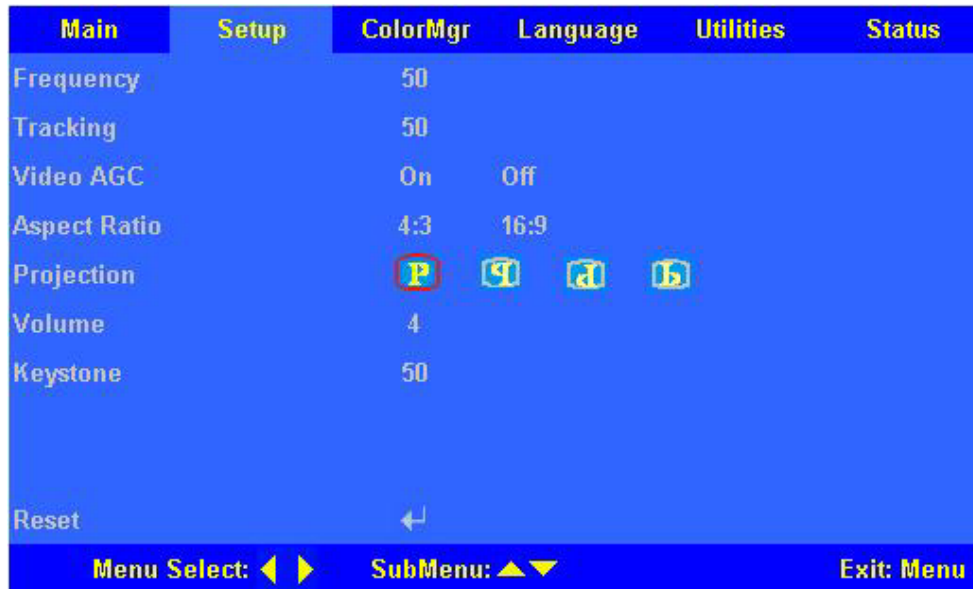 Main Setup ColorMgr Language Utilities Status
Frequency 50
Tracking 50
Video AGC On Off
Aspect Ratio 4:3 16:9
Projection P P P P
Volume 4
Keystone 50
Reset
Menu Select: SubMenu: Exit: Menu